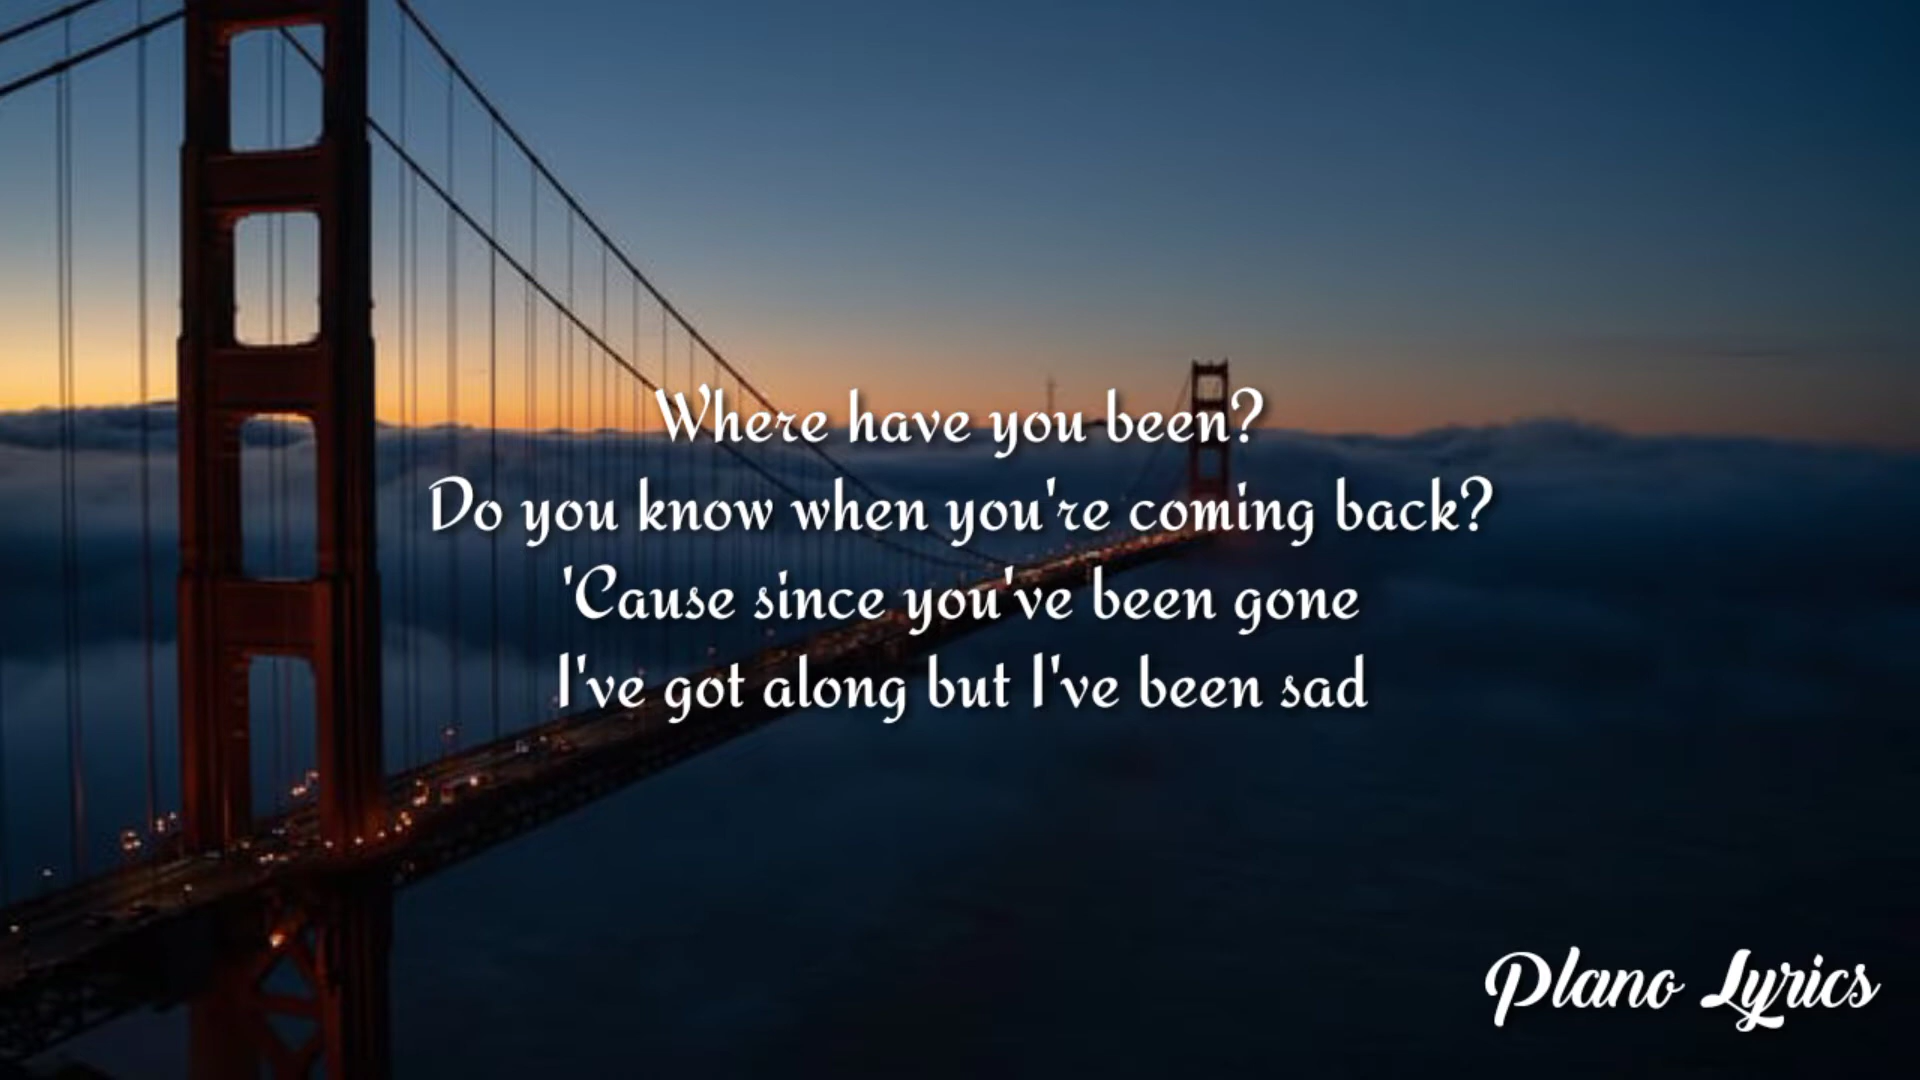 Where have you been?
Do you know when you're coming back?
'Cause since you've been gone
I've got along but I've been sad
Plano Lyrics